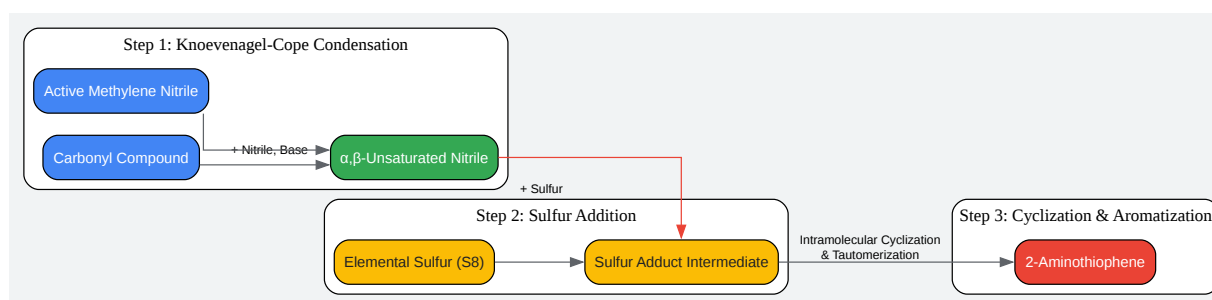 Step 1: Knoevenagel-Cope Condensation
Active Methylene Nitrile
Carbonyl Compound
+ Nitrile, Base
α,β-Unsaturated Nitrile
+ Sulfur
Step 2: Sulfur Addition
Elemental Sulfur (S8)
Sulfur Adduct Intermediate
Intramolecular Cyclization
& Tautomerization
Step 3: Cyclization & Aromatization
2-Aminothiophene